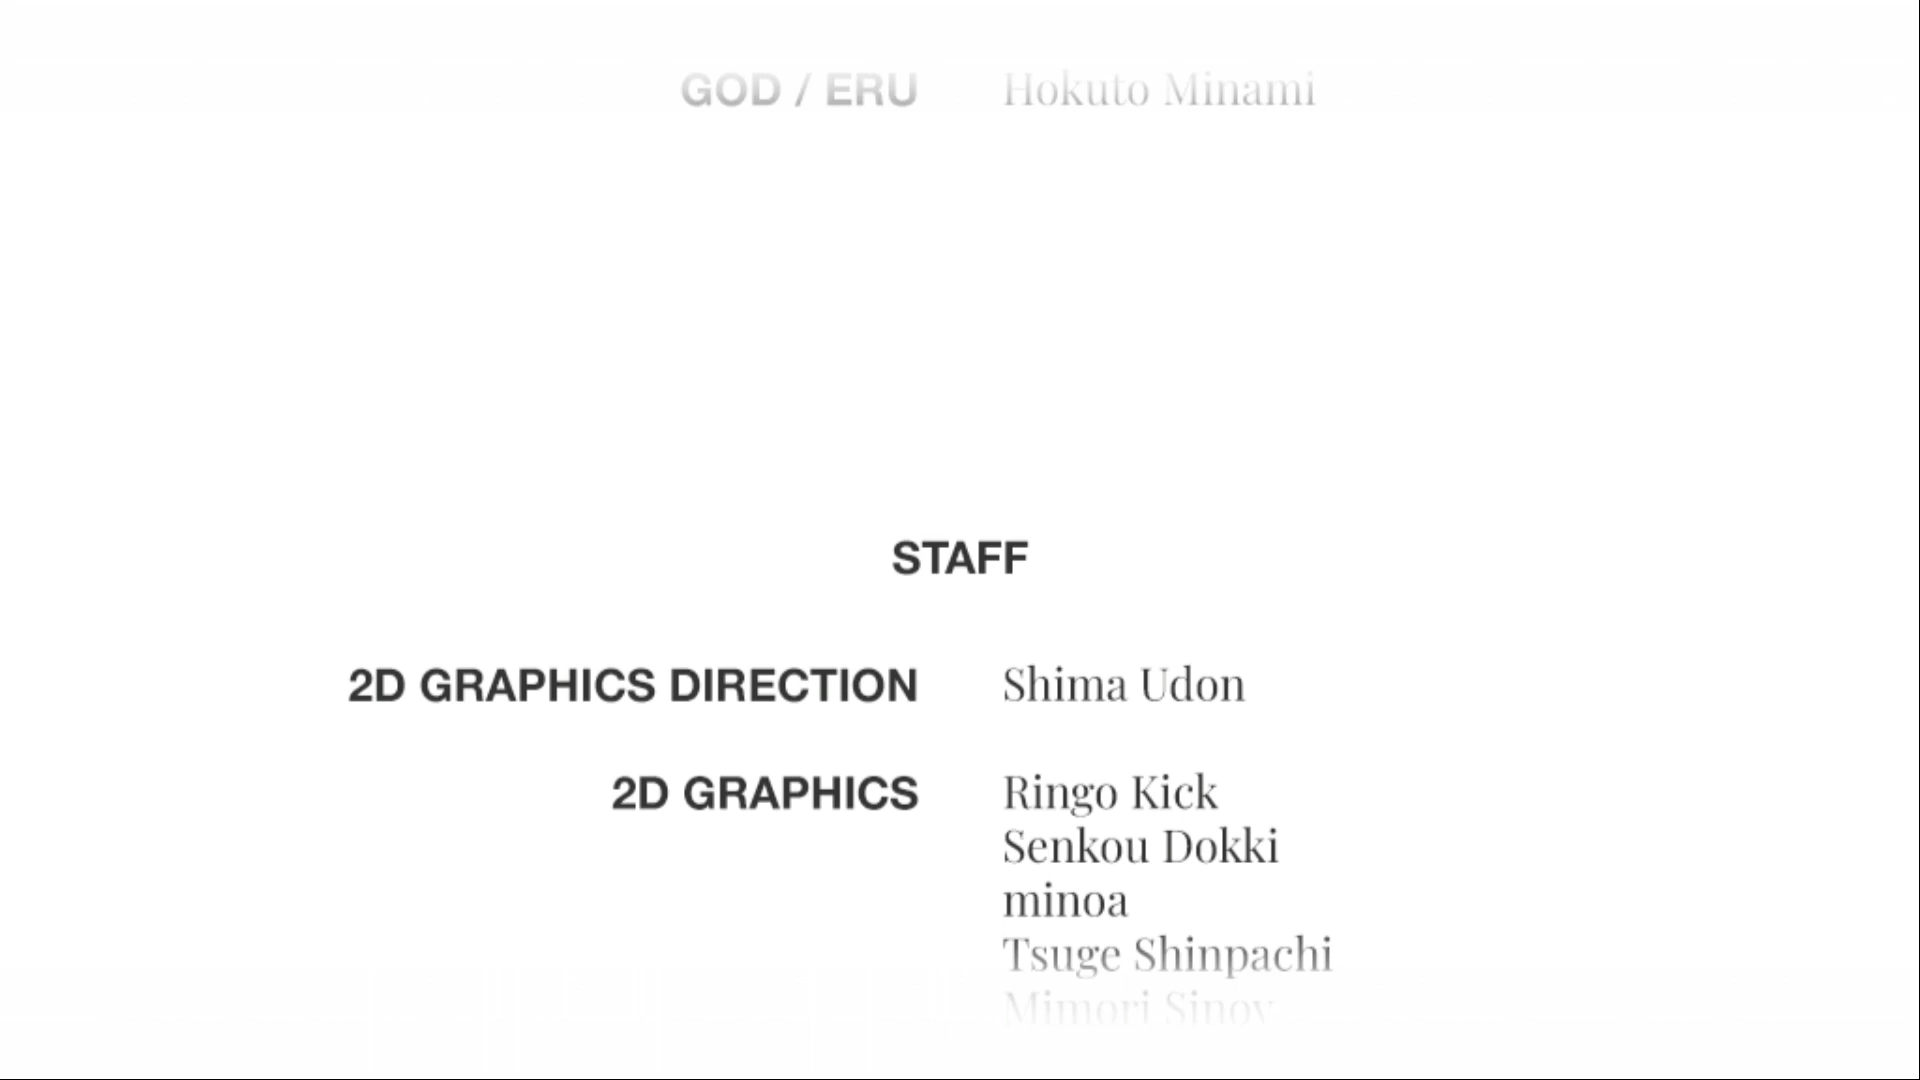 GOD / ERU Hokuto Minami
STAFF
2D GRAPHICS DIRECTION Shima Udon
2D GRAPHICS Ringo Kick
Senkou Dokki
minoa
Tsuge Shinpachi
Mimori